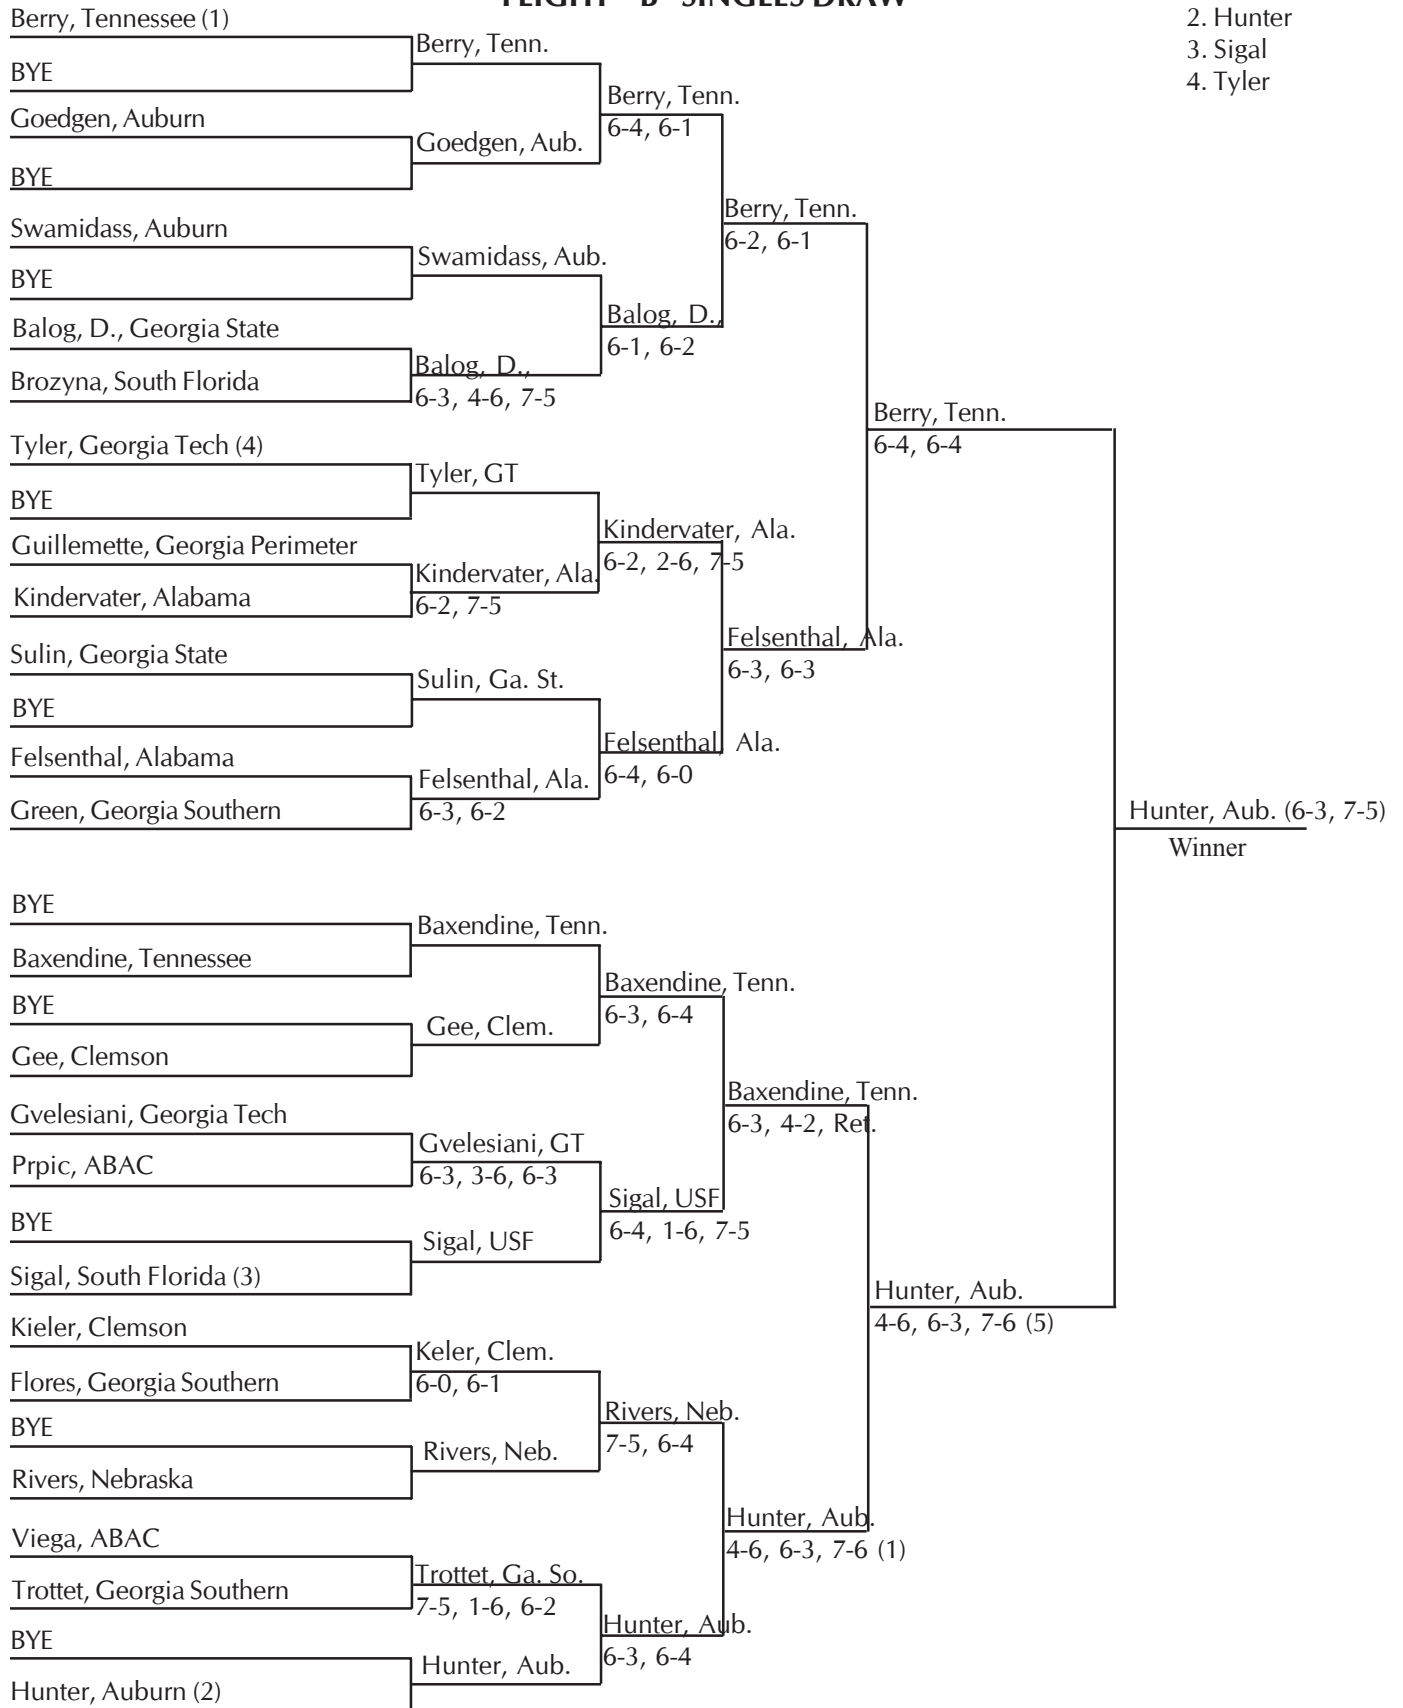 FLIGHT "B" SINGLES DRAW
2. Hunter
3. Sigal
4. Tyler
Berry, Tennessee (1)
BYE
Goedgen, Auburn
BYE
Swamidass, Auburn
BYE
Balog, D., Georgia State
Brozyna, South Florida
Tyler, Georgia Tech (4)
BYE
Guillemette, Georgia Perimeter
Kindervater, Alabama
Sulin, Georgia State
BYE
Felsenthal, Alabama
Green, Georgia Southern
BYE
Baxendine, Tennessee
BYE
Gee, Clemson
Gvelesiani, Georgia Tech
Prpic, ABAC
BYE
Sigal, South Florida (3)
Kieler, Clemson
Flores, Georgia Southern
BYE
Rivers, Nebraska
Viega, ABAC
Trottet, Georgia Southern
BYE
Hunter, Auburn (2)
Berry, Tenn.
Goedgen, Aub.
Swamidass, Aub.
Balog, D.,
6-3, 4-6, 7-5
Tyler, GT
Kindervater, Ala.
6-2, 7-5
Sulin, Ga. St.
Felsenthal, Ala.
6-3, 6-2
Baxendine, Tenn.
Gee, Clem.
Gvelesiani, GT
6-3, 3-6, 6-3
Sigal, USF
Keler, Clem.
6-0, 6-1
Rivers, Neb.
Trottet, Ga. So.
7-5, 1-6, 6-2
Hunter, Aub.
Berry, Tenn.
6-4, 6-1
Balog, D.,
6-1, 6-2
Kindervater, Ala.
6-2, 2-6, 7-5
Felsenthal, Ala.
6-4, 6-0
Baxendine, Tenn.
6-3, 6-4
Sigal, USF
6-4, 1-6, 7-5
Rivers, Neb.
7-5, 6-4
Hunter, Aub.
6-3, 6-4
Berry, Tenn.
6-2, 6-1
Felsenthal, Ala.
6-3, 6-3
Baxendine, Tenn.
6-3, 4-2, Ret.
Hunter, Aub.
4-6, 6-3, 7-6 (1)
Berry, Tenn.
6-4, 6-4
Hunter, Aub.
4-6, 6-3, 7-6 (5)
Hunter, Aub. (6-3, 7-5)
Winner